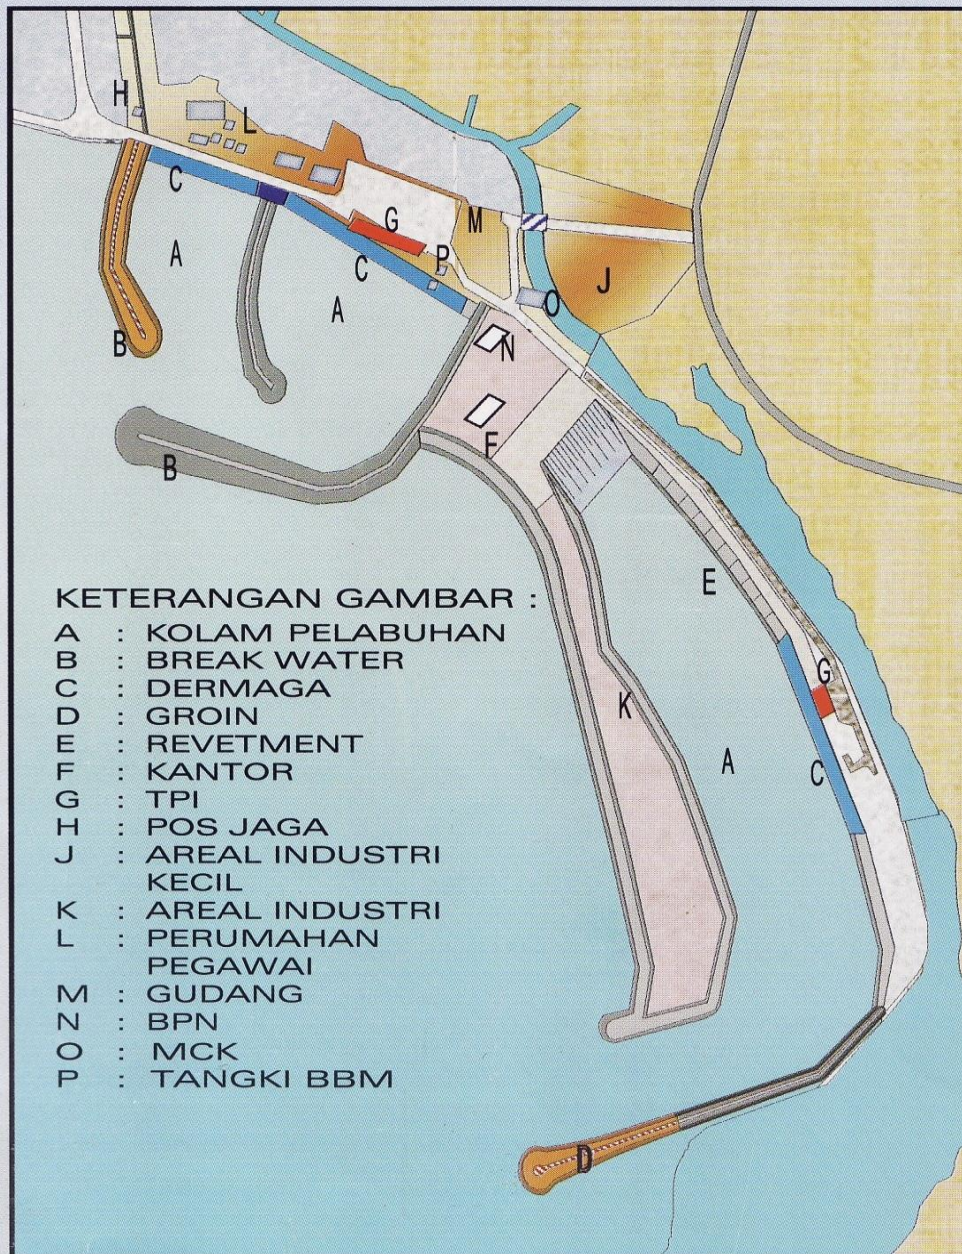 H
L
C
A
G
M
P
C
A
J
O
B
N
F
B
E
G
K
A
C
D
KETERANGAN GAMBAR :
A : KOLAM PELABUHAN
B : BREAK WATER
C : DERMAGA
D : GROIN
E : REVETMENT
F : KANTOR
G : TPI
H : POS JAGA
J : AREAL INDUSTRI
KECIL
K : AREAL INDUSTRI
L : PERUMAHAN
PEGAWAI
M : GUDANG
N : BPN
O : MCK
P : TANGKI BBM